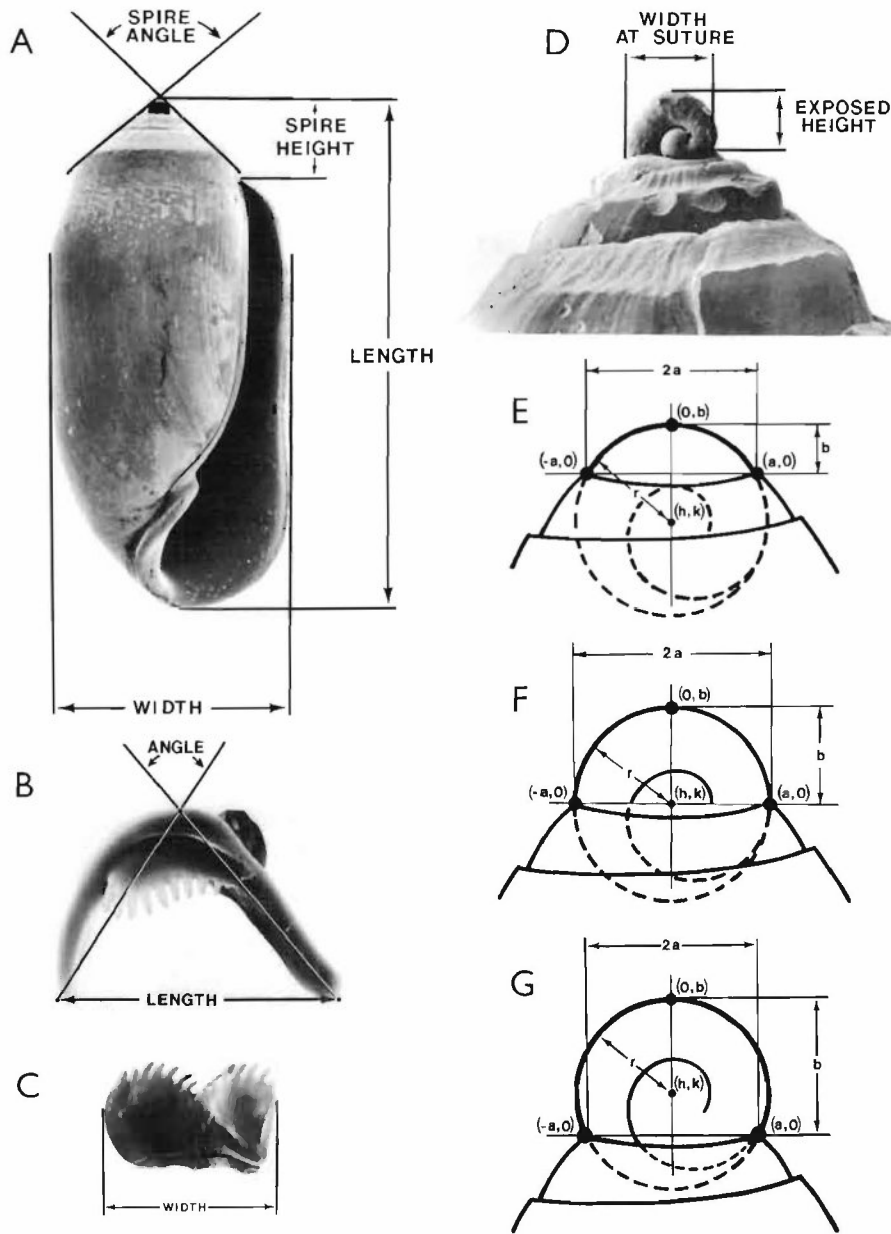 A
SPIRE
ANGLE
SPIRE
HEIGHT
LENGTH
WIDTH
B
ANGLE
LENGTH
C
WIDTH
D
WIDTH
AT SUTURE
EXPOSED
HEIGHT
E
2a
(0,b)
b
(-a,0)
(a,0)
r
(h,k)
F
2a
(0,b)
b
r
(-a,0)
(h,k)
(a,0)
G
2a
(0,b)
r
b
(h,k)
(-a,0)
(a,0)